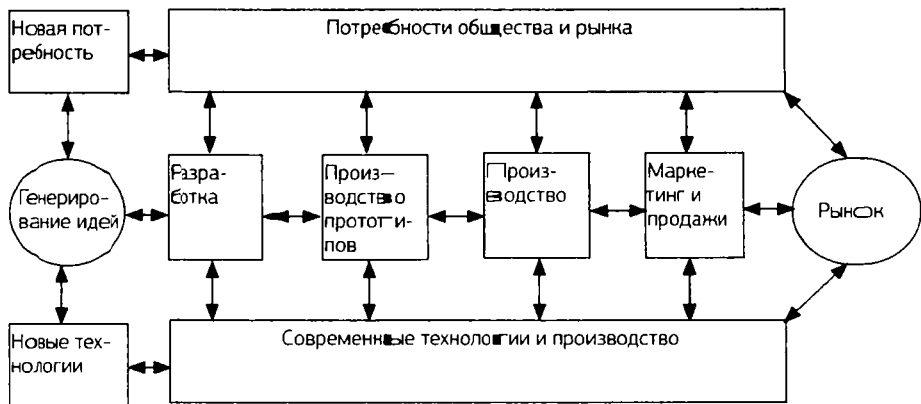 Новая пот-
ребность
Потребности общества и рынка
Генериро-
вание идей
Разра-
ботка
Произ-
водство
прототи-
пов
Произ-
водство
Марке-
тинг и
продажи
Рынок
Новые тех-
нологии
Современные технологии и производство